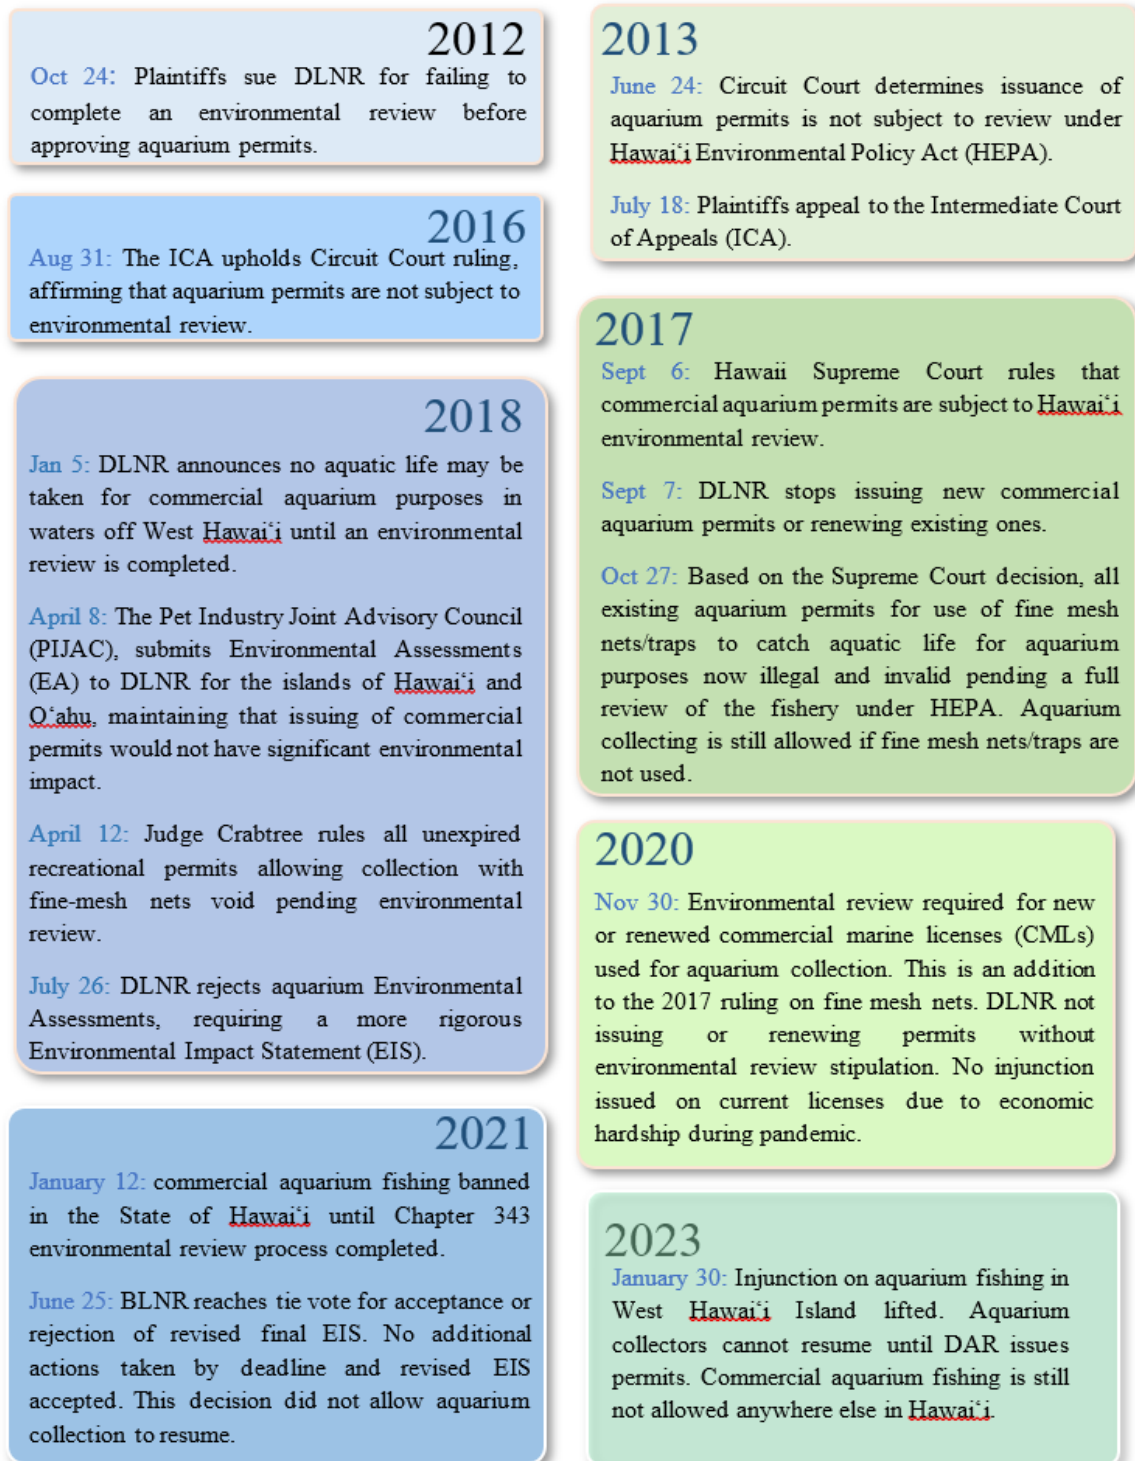 2012
Oct 24: Plaintiffs sue DLNR for failing to
complete an environmental review before
approving aquarium permits.
2013
June 24: Circuit Court determines issuance of
aquarium permits is not subject to review under
Hawaiʻi Environmental Policy Act (HEPA).
July 18: Plaintiffs appeal to the Intermediate Court
of Appeals (ICA).
2016
Aug 31: The ICA upholds Circuit Court ruling,
affirming that aquarium permits are not subject to
environmental review.
2017
Sept 6: Hawaii Supreme Court rules that
commercial aquarium permits are subject to Hawaiʻi
environmental review.
Sept 7: DLNR stops issuing new commercial
aquarium permits or renewing existing ones.
Oct 27: Based on the Supreme Court decision, all
existing aquarium permits for use of fine mesh
nets/traps to catch aquatic life for aquarium
purposes now illegal and invalid pending a full
review of the fishery under HEPA. Aquarium
collecting is still allowed if fine mesh nets/traps are
not used.
2018
Jan 5: DLNR announces no aquatic life may be
taken for commercial aquarium purposes in
waters off West Hawaiʻi until an environmental
review is completed.
April 8: The Pet Industry Joint Advisory Council
(PIJAC), submits Environmental Assessments
(EA) to DLNR for the islands of Hawaiʻi and
Oʻahu, maintaining that issuing of commercial
permits would not have significant environmental
impact.
April 12: Judge Crabtree rules all unexpired
recreational permits allowing collection with
fine-mesh nets void pending environmental
review.
July 26: DLNR rejects aquarium Environmental
Assessments, requiring a more rigorous
Environmental Impact Statement (EIS).
2020
Nov 30: Environmental review required for new
or renewed commercial marine licenses (CMLs)
used for aquarium collection. This is an addition
to the 2017 ruling on fine mesh nets. DLNR not
issuing or renewing permits without
environmental review stipulation. No injunction
issued on current licenses due to economic
hardship during pandemic.
2021
January 12: commercial aquarium fishing banned
in the State of Hawaiʻi until Chapter 343
environmental review process completed.
June 25: BLNR reaches tie vote for acceptance or
rejection of revised final EIS. No additional
actions taken by deadline and revised EIS
accepted. This decision did not allow aquarium
collection to resume.
2023
January 30: Injunction on aquarium fishing in
West Hawaiʻi Island lifted. Aquarium
collectors cannot resume until DAR issues
permits. Commercial aquarium fishing is still
not allowed anywhere else in Hawaiʻi.